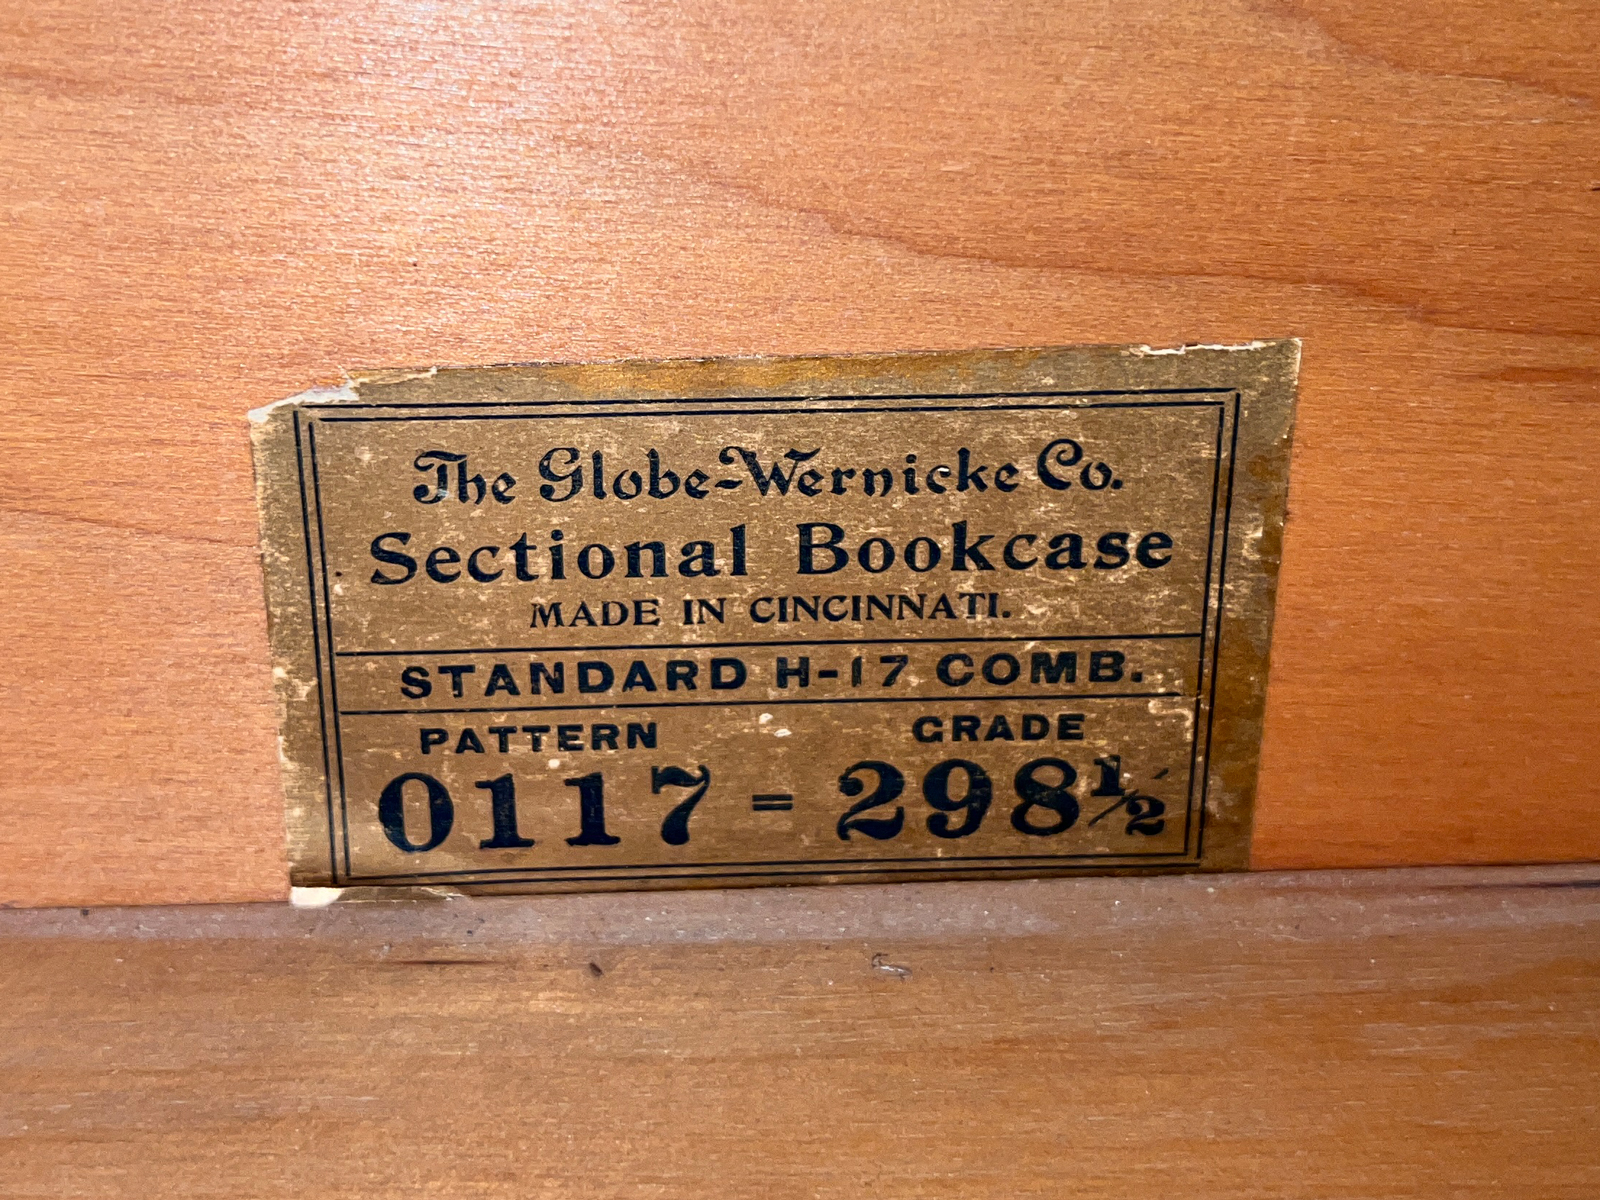 The Globe-Wernicke Co.
Sectional Bookcase
MADE IN CINCINNATI.
STANDARD H-17 COMB.
PATTERN GRADE
0117 = 298½